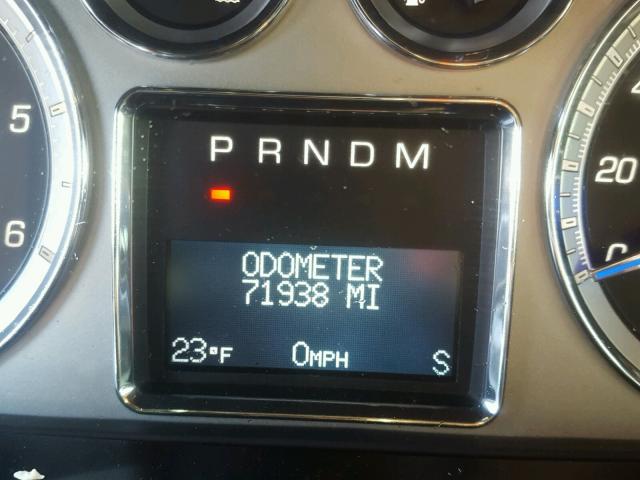 P R N D M
ODOMETER
71938 MI
23°F 0MPH S
5
6
20